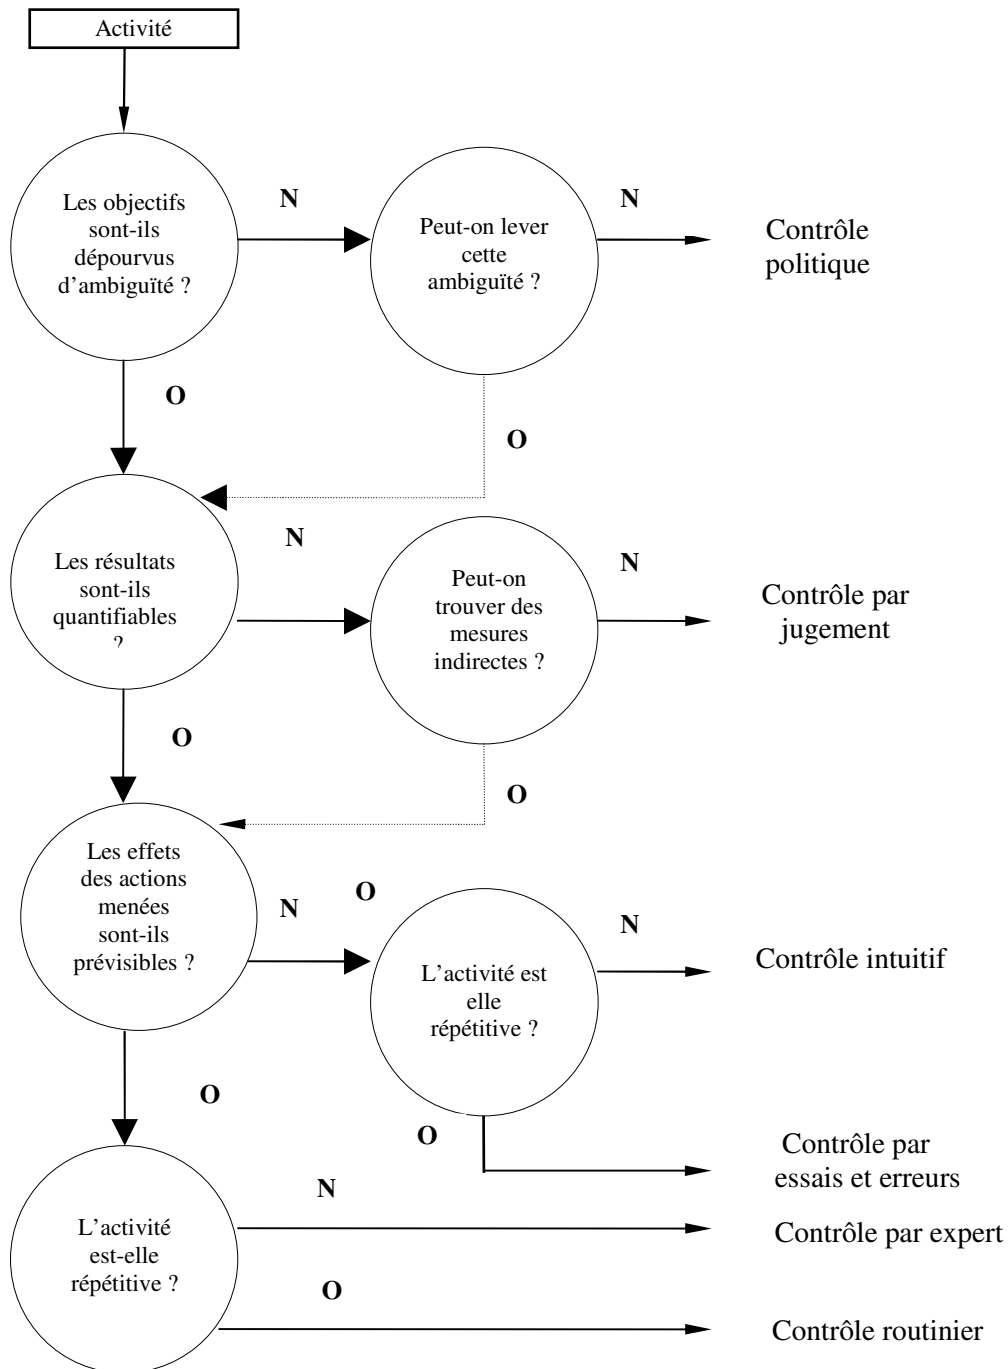 Activité
Les objectifs
sont-ils
dépourvus
d'ambiguïté ?
N
Peut-on lever
cette
ambiguïté ?
N
Contrôle
politique
O
O
Les résultats
sont-ils
quantifiables
?
N
Peut-on
trouver des
mesures
indirectes ?
N
Contrôle par
jugement
O
O
Les effets
des actions
menées
sont-ils
prévisibles ?
N
O
L'activité est
elle
répétitive ?
N
Contrôle intuitif
O
O
Contrôle par
essais et erreurs
L'activité
est-elle
répétitive ?
N
Contrôle par expert
O
Contrôle routinier